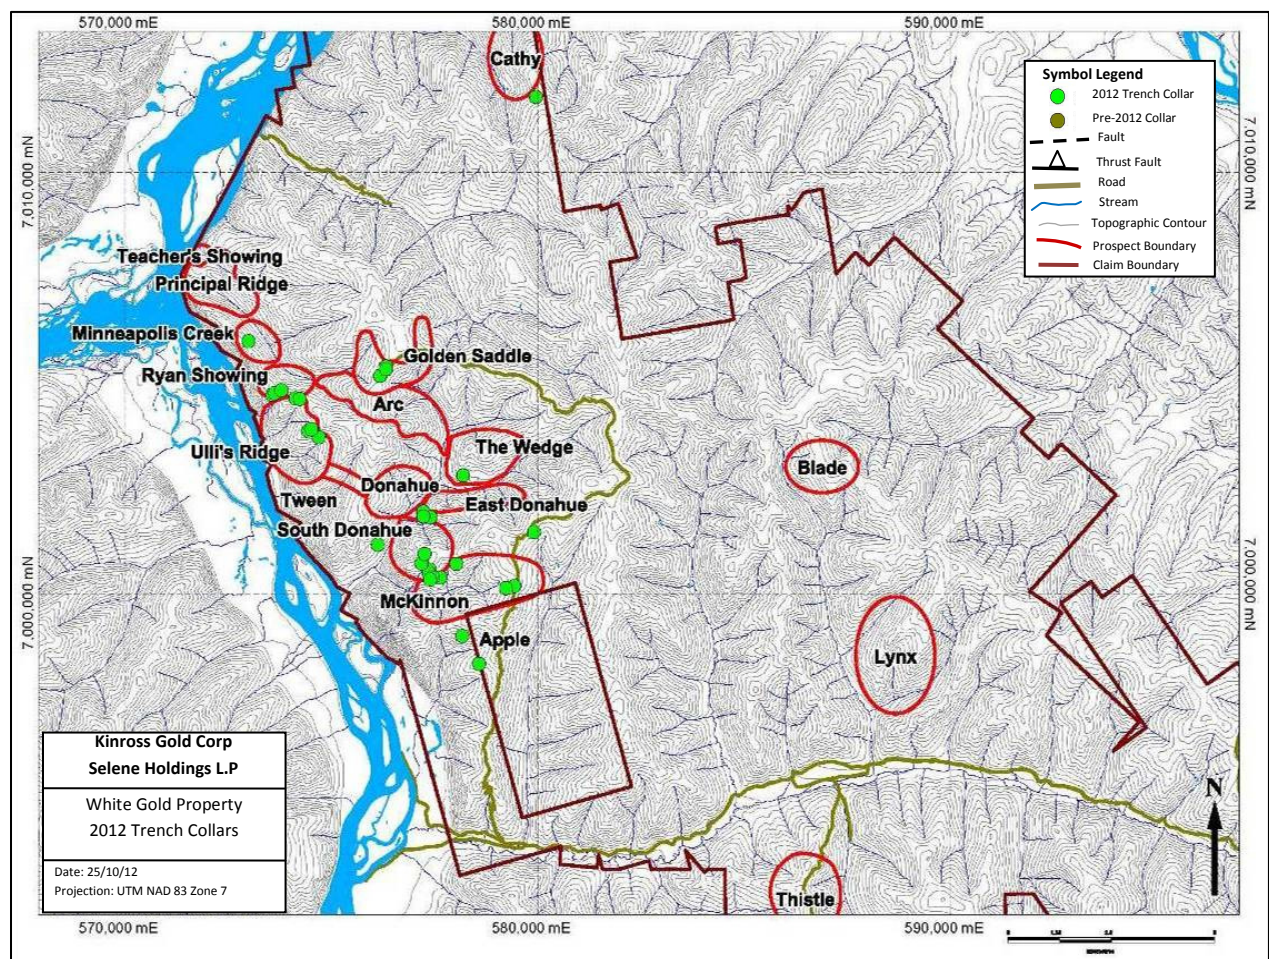 570,000 mE
580,000 mE
590,000 mE
Cathy
Symbol Legend
2012 Trench Collar
Pre-2012 Collar
Fault
Thrust Fault
Road
Stream
Topographic Contour
Prospect Boundary
Claim Boundary
7,010,000 mN
7,010,000 mN
Teacher's Showing
Principal Ridge
Minneapolis Creek
Golden Saddle
Ryan Showing
Arc
The Wedge
Ulli's Ridge
Blade
Donahue
Tween
East Donahue
South Donahue
7,000,000 mN
7,000,000 mN
McKinnon
Apple
Lynx
Kinross Gold Corp
Selene Holdings L.P
White Gold Property
2012 Trench Collars
Date: 25/10/12
Projection: UTM NAD 83 Zone 7
N
Thistle
570,000 mE
580,000 mE
590,000 mE